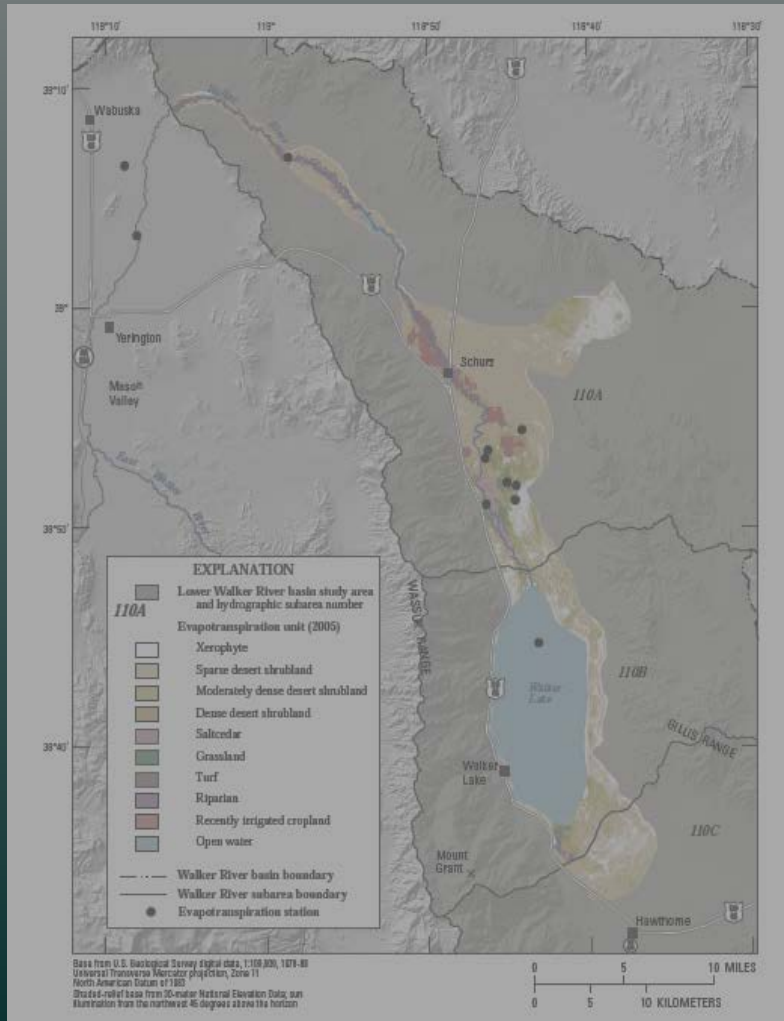 119°10'
119°
118°50'
118°40'
118°30'
39°10'
Wabuska
39°
Yerington
Schurz
Mason
Valley
110A
East Walker River
38°50'
WASSUK RANGE
110B
Walker
Lake
38°40'
GILLIS RANGE
Walker
Lake
110C
Mount
Grant
Hawthorne
EXPLANATION
110A
Lower Walker River basin study area
and hydrographic subarea number
Evapotranspiration unit (2005)
Xerophyte
Sparse desert shrubland
Moderately dense desert shrubland
Dense desert shrubland
Saltcedar
Grassland
Turf
Riparian
Recently irrigated cropland
Open water
Walker River basin boundary
Walker River subarea boundary
Evapotranspiration station
Base from U.S. Geological Survey digital data, 1:100,000, 1979-89
Universal Transverse Mercator projection, Zone 11
North American Datum of 1983
Shaded-relief base from 30-meter National Elevation Data; sun
illumination from the northwest 45 degrees above the horizon
0 5 10 MILES
0 5 10 KILOMETERS